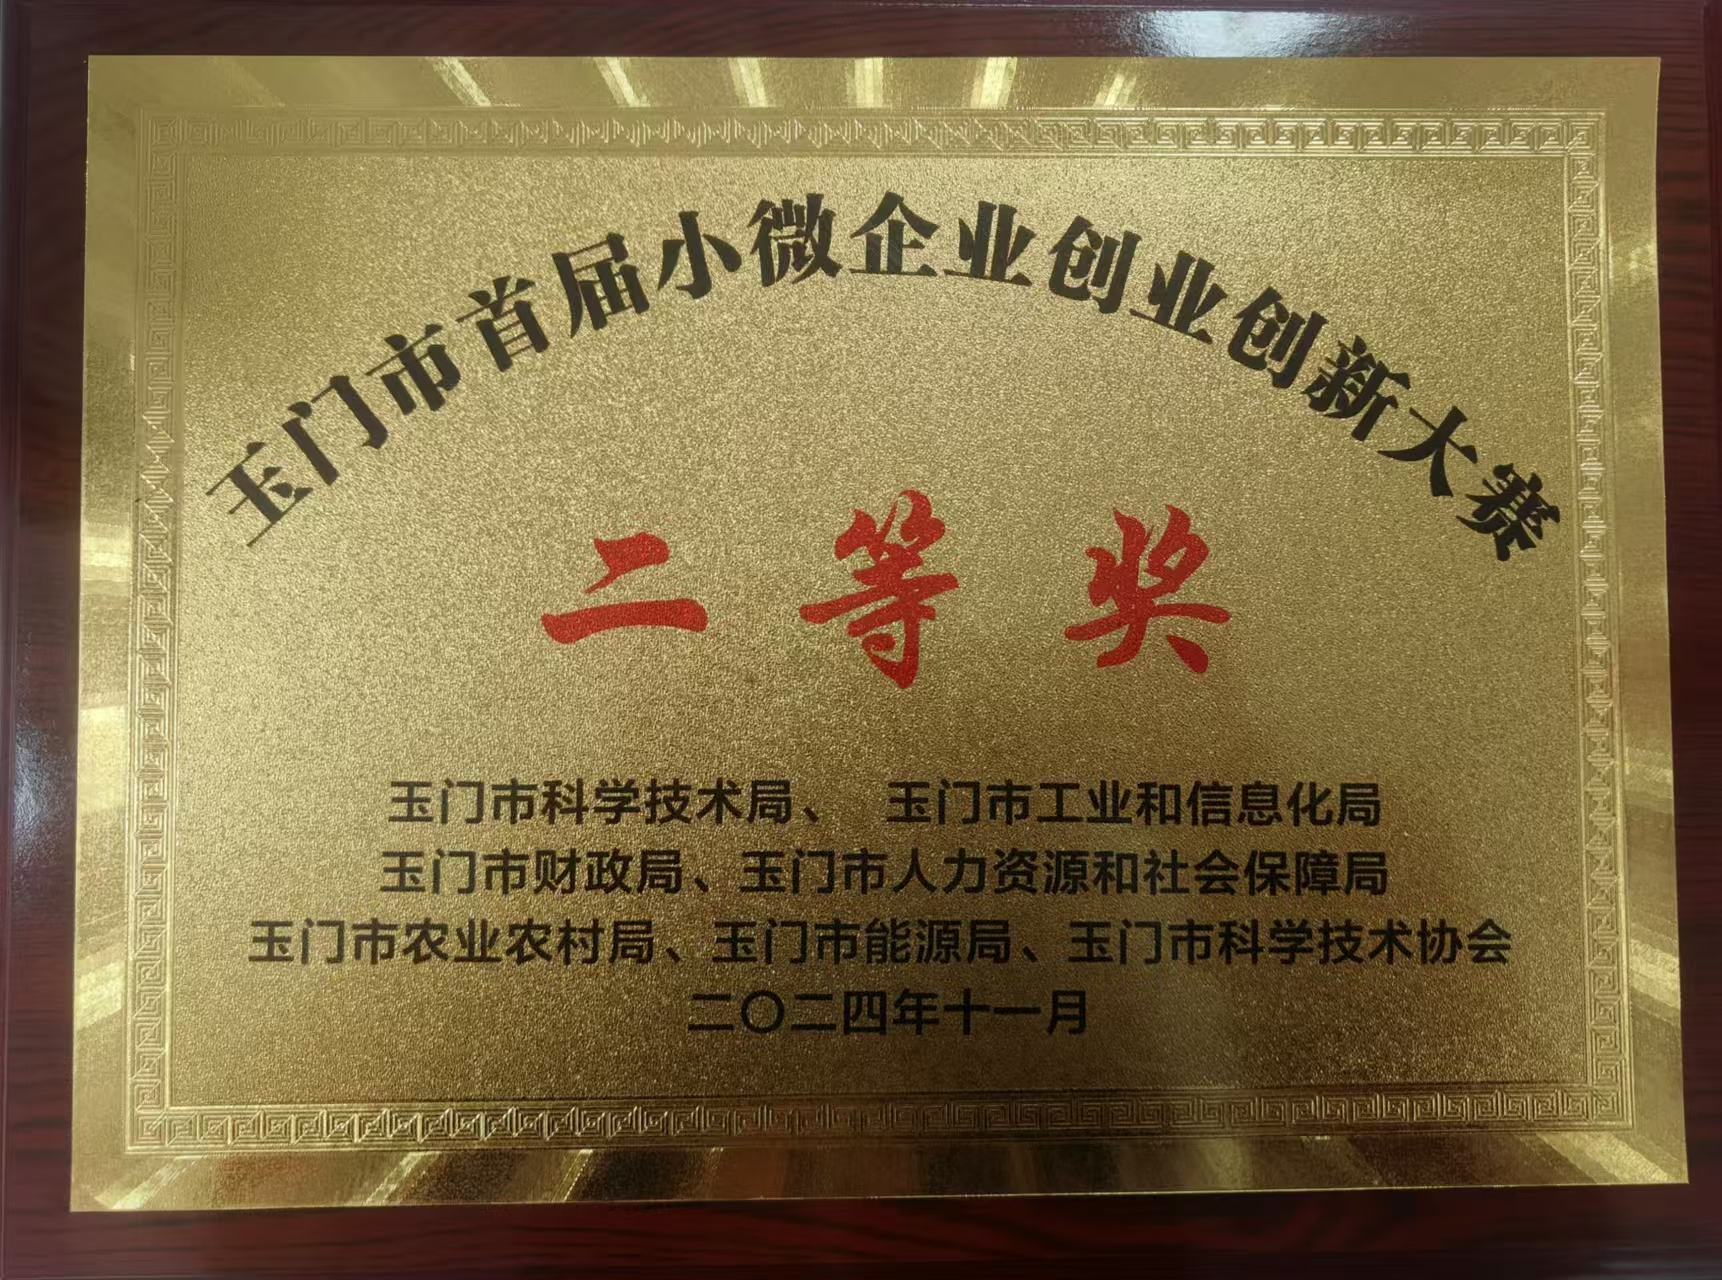 玉门市首届小微企业创业创新大赛
二等奖
玉门市科学技术局、 玉门市工业和信息化局
玉门市财政局、玉门市人力资源和社会保障局
玉门市农业农村局、玉门市能源局、玉门市科学技术协会
二〇二四年十一月